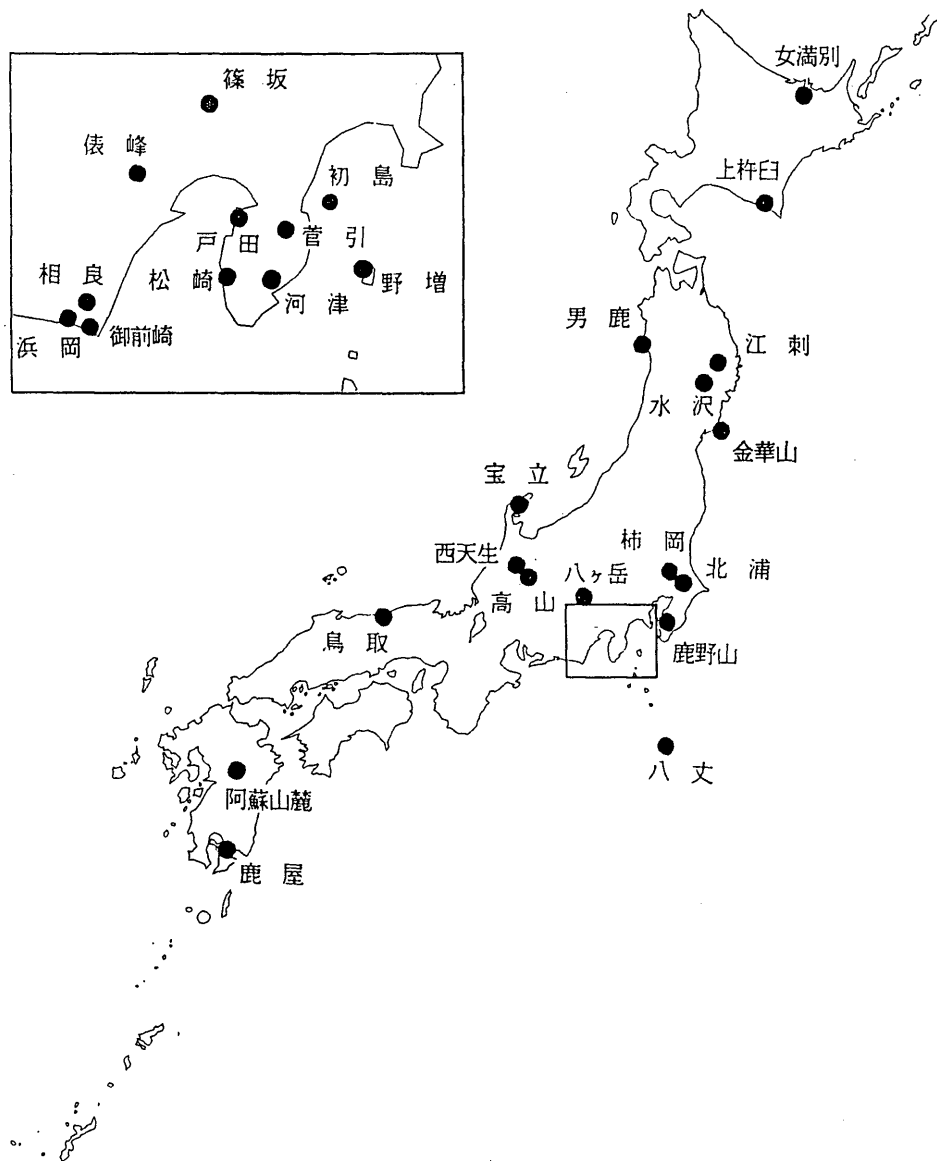 篠坂
俵峰
初島
戸田
菅引
相良
松崎
河津
野増
浜岡
御前崎
女満別
上杵臼
男鹿
江刺
水沢
金華山
宝立
柿岡
西天生
八ヶ岳
北浦
高山
鳥取
鹿野山
八丈
阿蘇山麓
鹿屋